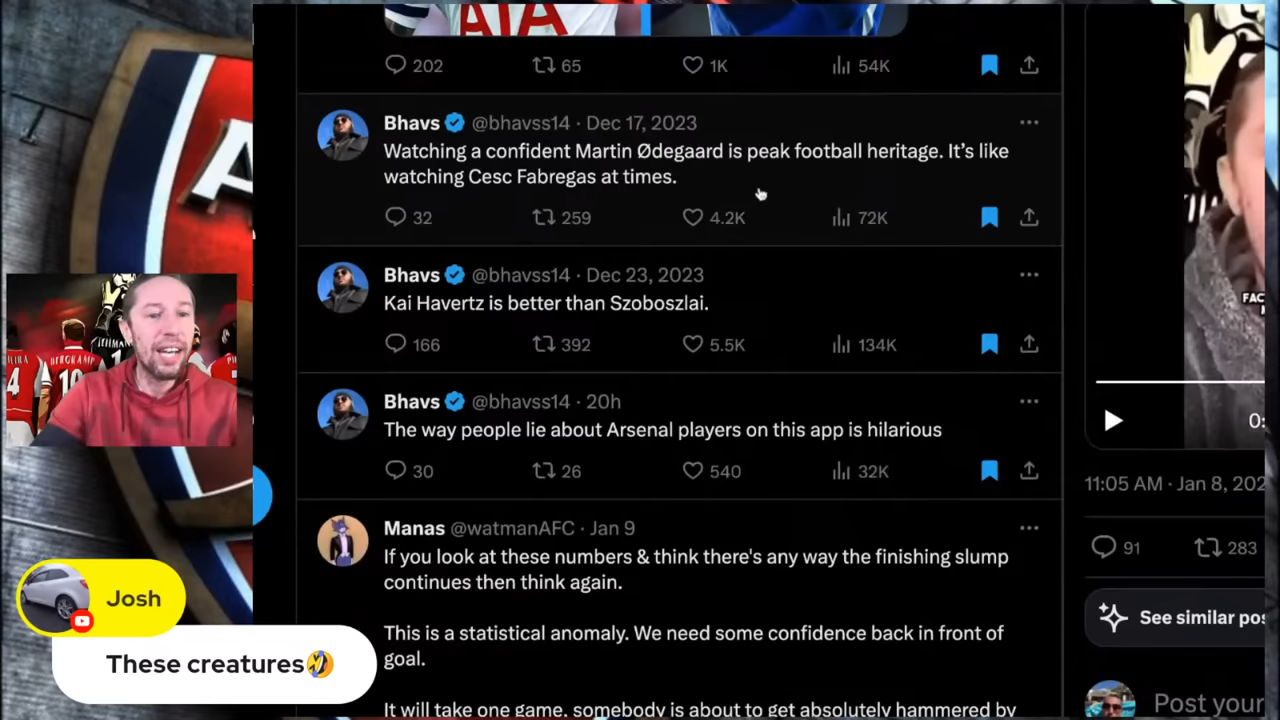 202 65 1K 54K
Bhavs @bhavss14 · Dec 17, 2023
Watching a confident Martin Ødegaard is peak football heritage. It’s like
watching Cesc Fabregas at times.
32 259 4.2K 72K
Bhavs @bhavss14 · Dec 23, 2023
Kai Havertz is better than Szoboszlai.
166 392 5.5K 134K
Bhavs @bhavss14 · 20h
The way people lie about Arsenal players on this app is hilarious
30 26 540 32K
Manas @watmanAFC · Jan 9
If you look at these numbers & think there's any way the finishing slump
continues then think again.
This is a statistical anomaly. We need some confidence back in front of
goal.
It will take one game, somebody is about to get absolutely hammered by
4
BERGKAMP
10
Josh
These creatures🤣
FAC
0:
11:05 AM · Jan 8, 202
91 283
See similar pos
Post your